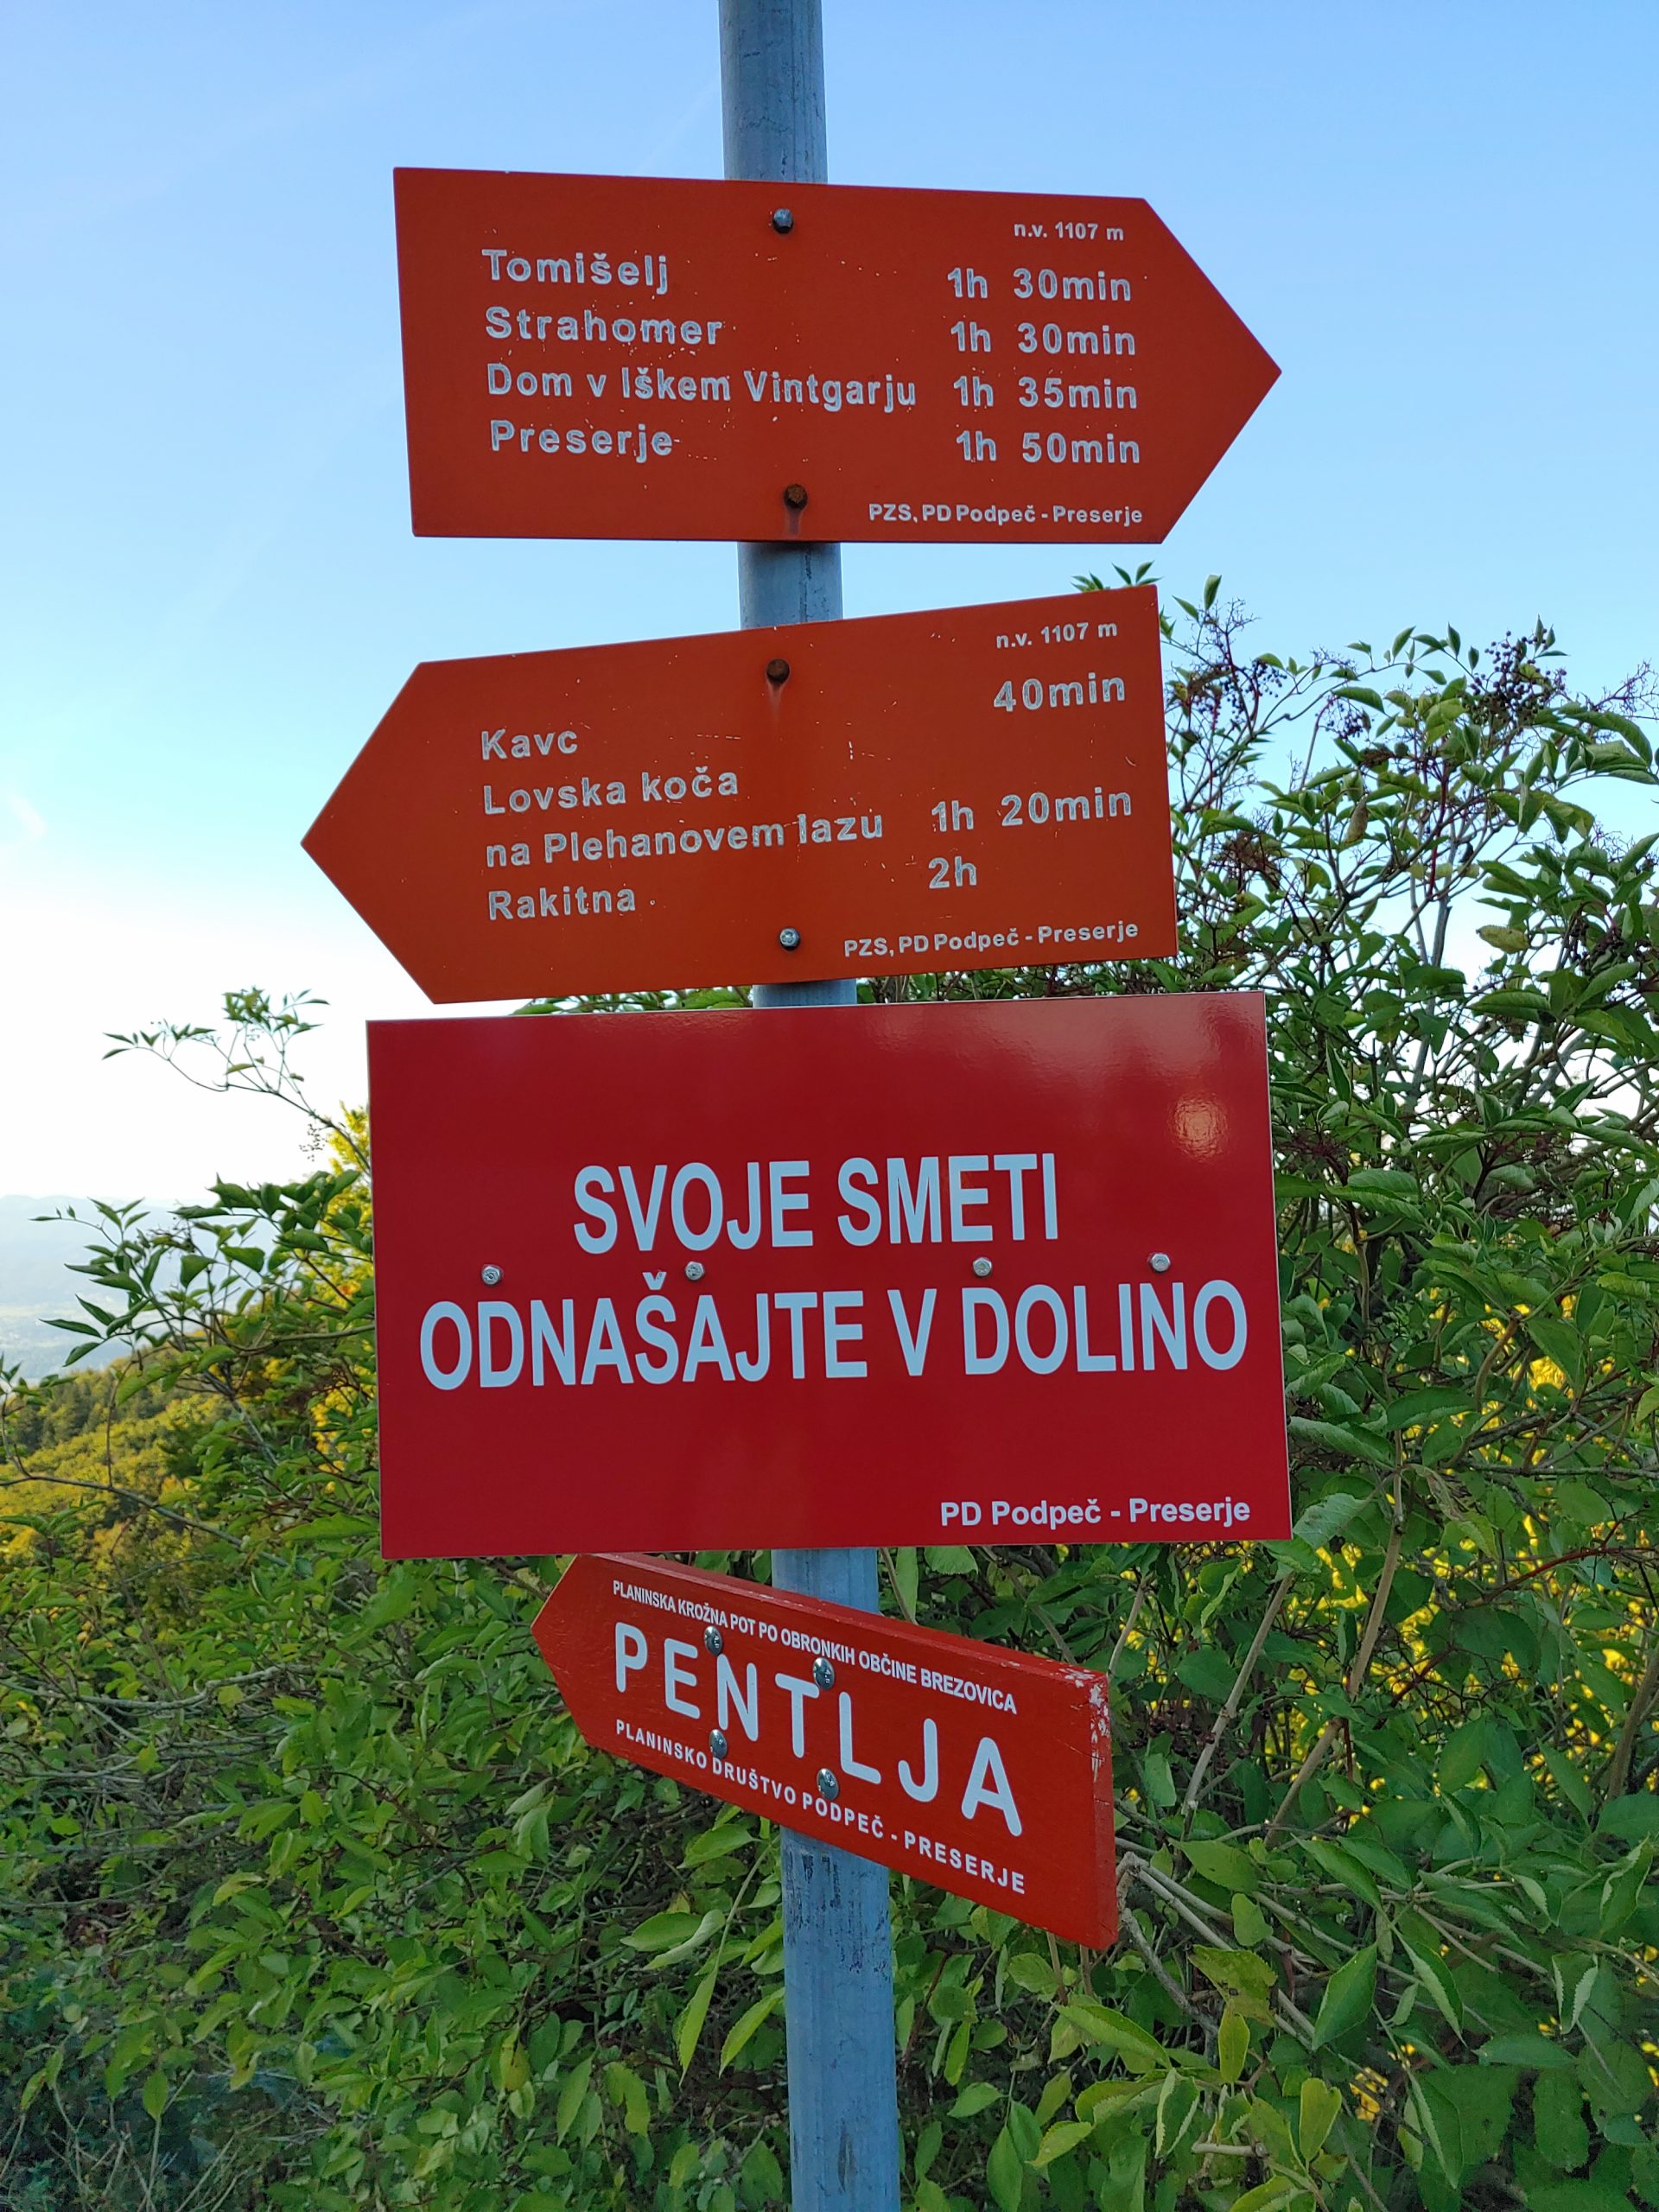 n.v. 1107 m
Tomišelj 1h 30min
Strahomer 1h 30min
Dom v Iškem Vintgarju 1h 35min
Preserje 1h 50min
PZS, PD Podpeč - Preserje
n.v. 1107 m
Kavc 40min
Lovska koča
na Plehanovem lazu 1h 20min
Rakitna 2h
PZS, PD Podpeč - Preserje
SVOJE SMETI
ODNAŠAJTE V DOLINO
PD Podpeč - Preserje
PLANINSKA KROŽNA POT PO OBRONKIH OBČINE BREZOVICA
PENTLJA
PLANINSKO DRUŠTVO PODPEČ - PRESERJE